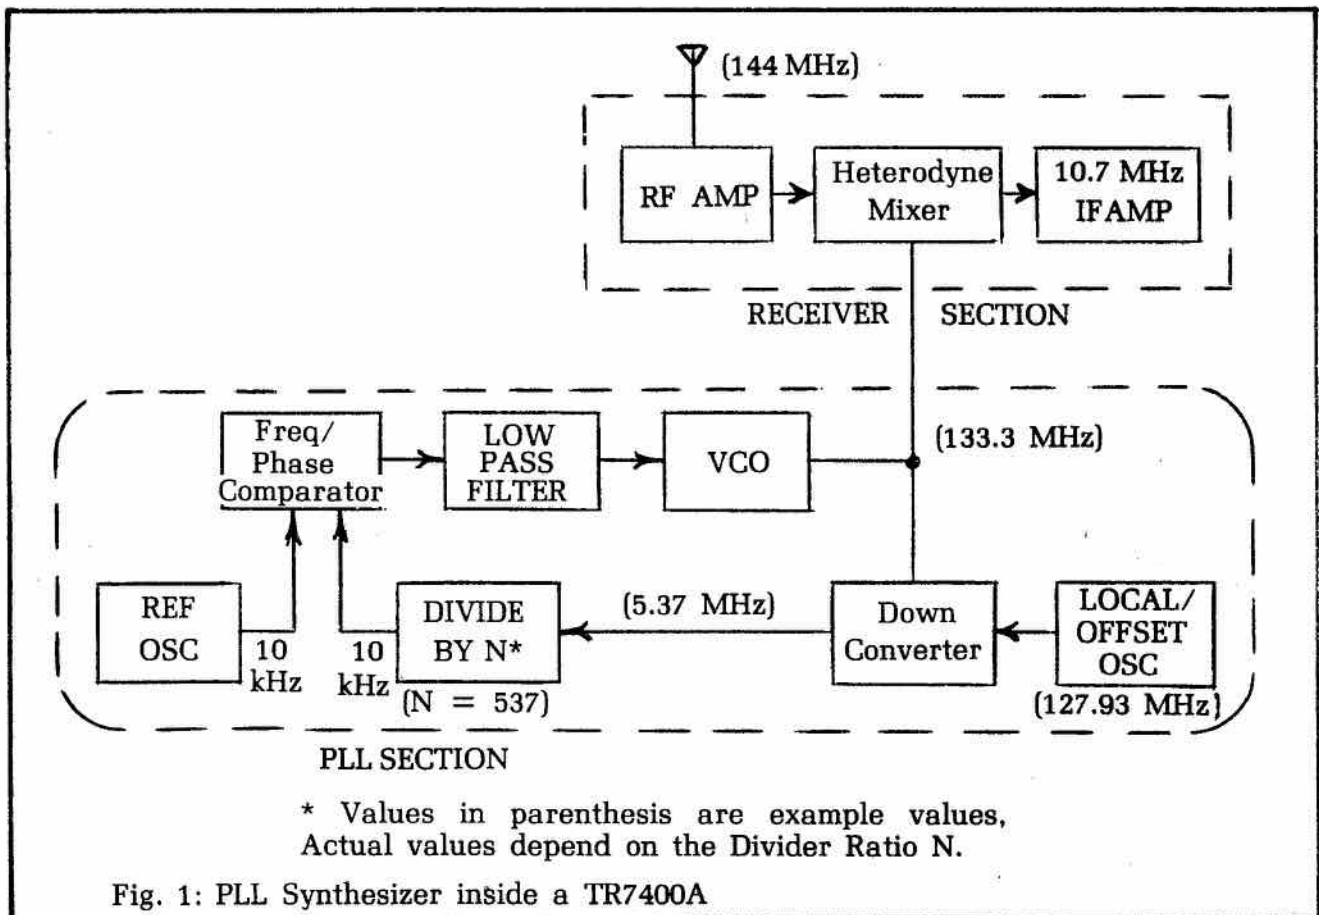 (144 MHz)
RF AMP
Heterodyne
Mixer
10.7 MHz
IF AMP
RECEIVER SECTION
Freq/
Phase
Comparator
LOW
PASS
FILTER
VCO
(133.3 MHz)
REF
OSC
10
kHz
10
kHz
DIVIDE
BY N*
(N = 537)
(5.37 MHz)
Down
Converter
LOCAL/
OFFSET
OSC
(127.93 MHz)
PLL SECTION
* Values in parenthesis are example values,
Actual values depend on the Divider Ratio N.
Fig. 1: PLL Synthesizer inside a TR7400A